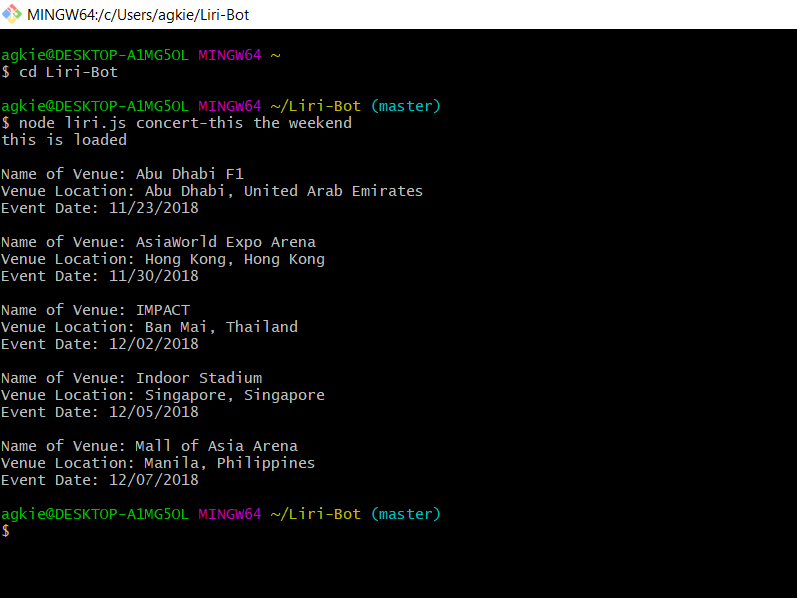 MINGW64:/c/Users/agkie/Liri-Bot
agkie@DESKTOP-A1MG5OL MINGW64 ~
$ cd Liri-Bot
agkie@DESKTOP-A1MG5OL MINGW64 ~/Liri-Bot (master)
$ node liri.js concert-this the weekend
this is loaded
Name of Venue: Abu Dhabi F1
Venue Location: Abu Dhabi, United Arab Emirates
Event Date: 11/23/2018
Name of Venue: AsiaWorld Expo Arena
Venue Location: Hong Kong, Hong Kong
Event Date: 11/30/2018
Name of Venue: IMPACT
Venue Location: Ban Mai, Thailand
Event Date: 12/02/2018
Name of Venue: Indoor Stadium
Venue Location: Singapore, Singapore
Event Date: 12/05/2018
Name of Venue: Mall of Asia Arena
Venue Location: Manila, Philippines
Event Date: 12/07/2018
agkie@DESKTOP-A1MG5OL MINGW64 ~/Liri-Bot (master)
$